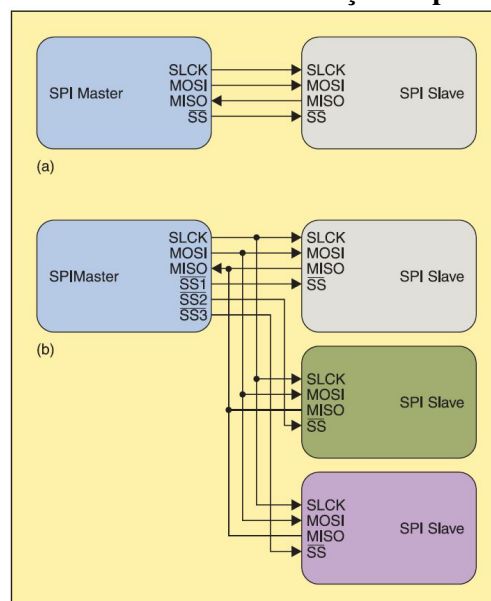 SLCK SLCK
MOSI MOSI
SPI Master MISO MISO SPI Slave
SS SS
(a)
SLCK SLCK
MOSI MOSI
SPIMaster MISO MISO SPI Slave
SS1 SS
SS2
SS3
(b)
SLCK
MOSI
MISO SPI Slave
SS
SLCK
MOSI
MISO SPI Slave
SS